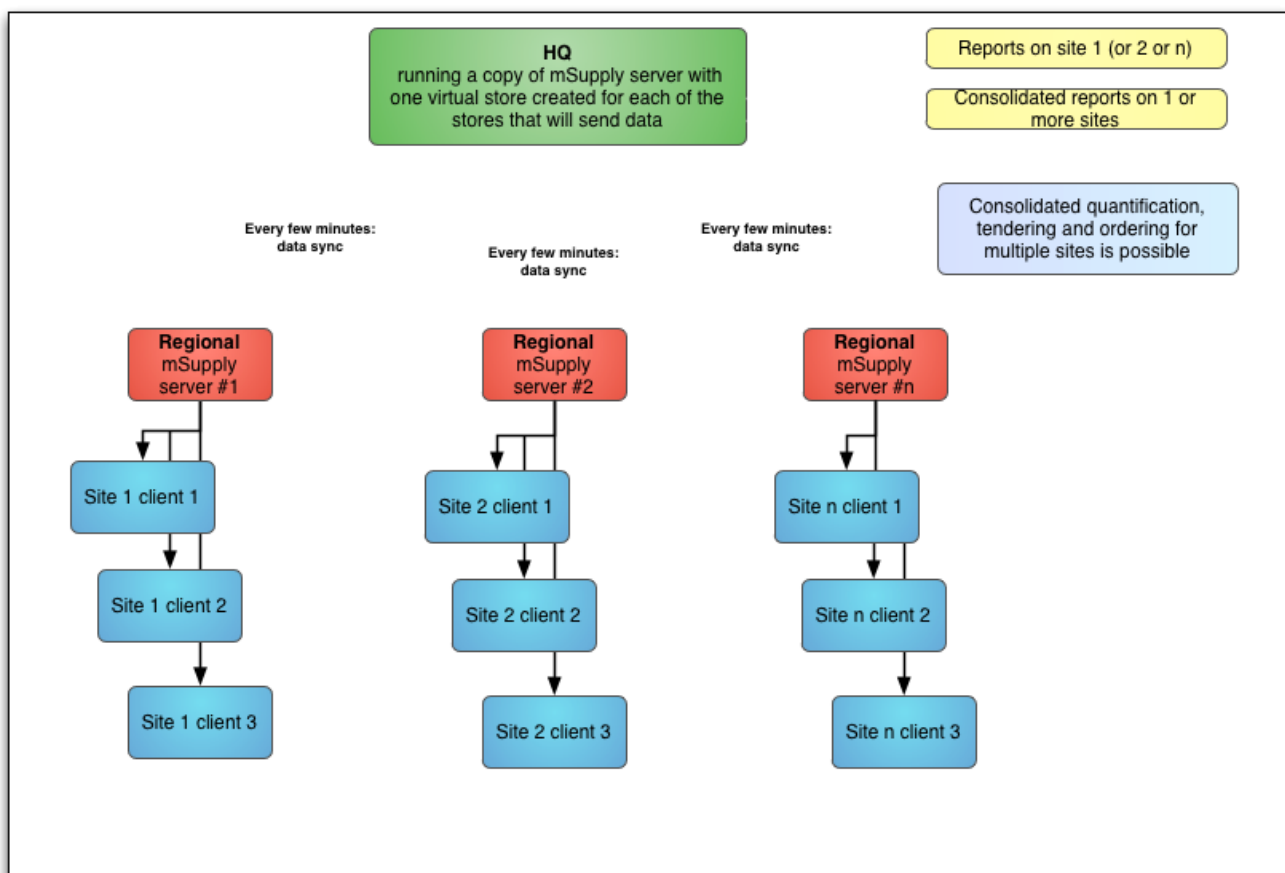 HQ
running a copy of mSupply server with
one virtual store created for each of the
stores that will send data
Reports on site 1 (or 2 or n)
Consolidated reports on 1 or
more sites
Consolidated quantification,
tendering and ordering for
multiple sites is possible
Every few minutes:
data sync
Every few minutes:
data sync
Every few minutes:
data sync
Regional
mSupply
server #1
Regional
mSupply
server #2
Regional
mSupply
server #n
Site 1 client 1
Site 2 client 1
Site n client 1
Site 1 client 2
Site 2 client 2
Site n client 2
Site 1 client 3
Site 2 client 3
Site n client 3